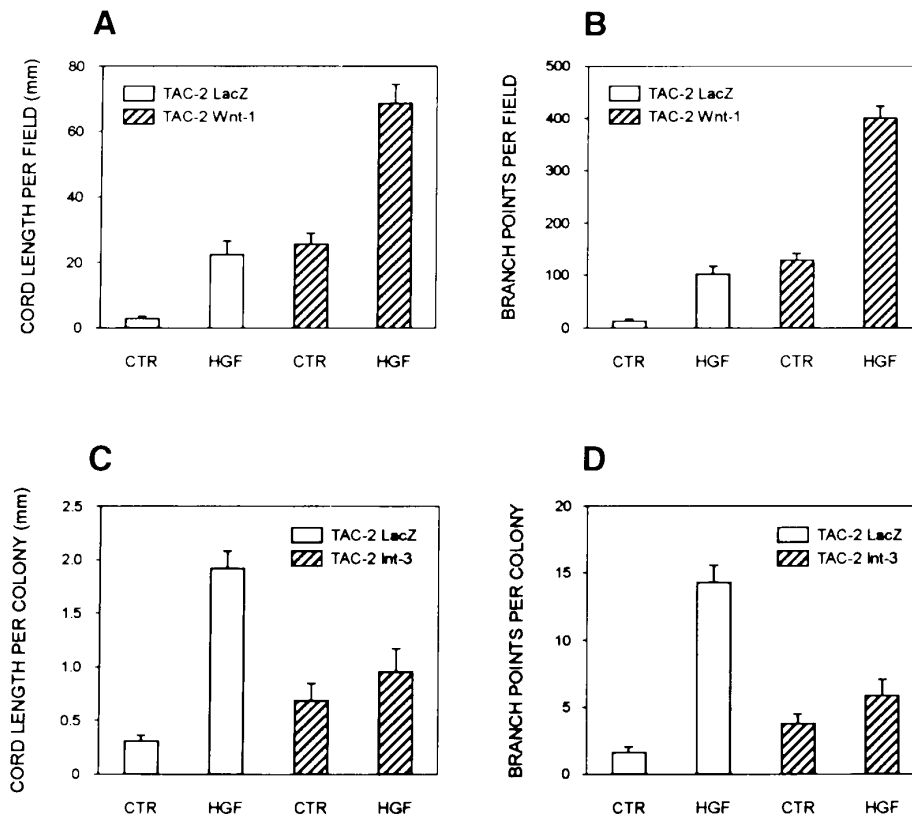 A
CORD LENGTH PER FIELD (mm)
80
60
40
20
0
TAC-2 LacZ
TAC-2 Wnt-1
CTR HGF CTR HGF
B
BRANCH POINTS PER FIELD
500
400
300
200
100
0
TAC-2 LacZ
TAC-2 Wnt-1
CTR HGF CTR HGF
C
CORD LENGTH PER COLONY (mm)
2.5
2.0
1.5
1.0
0.5
0
TAC-2 LacZ
TAC-2 Int-3
CTR HGF CTR HGF
D
BRANCH POINTS PER COLONY
20
15
10
5
0
TAC-2 LacZ
TAC-2 Int-3
CTR HGF CTR HGF